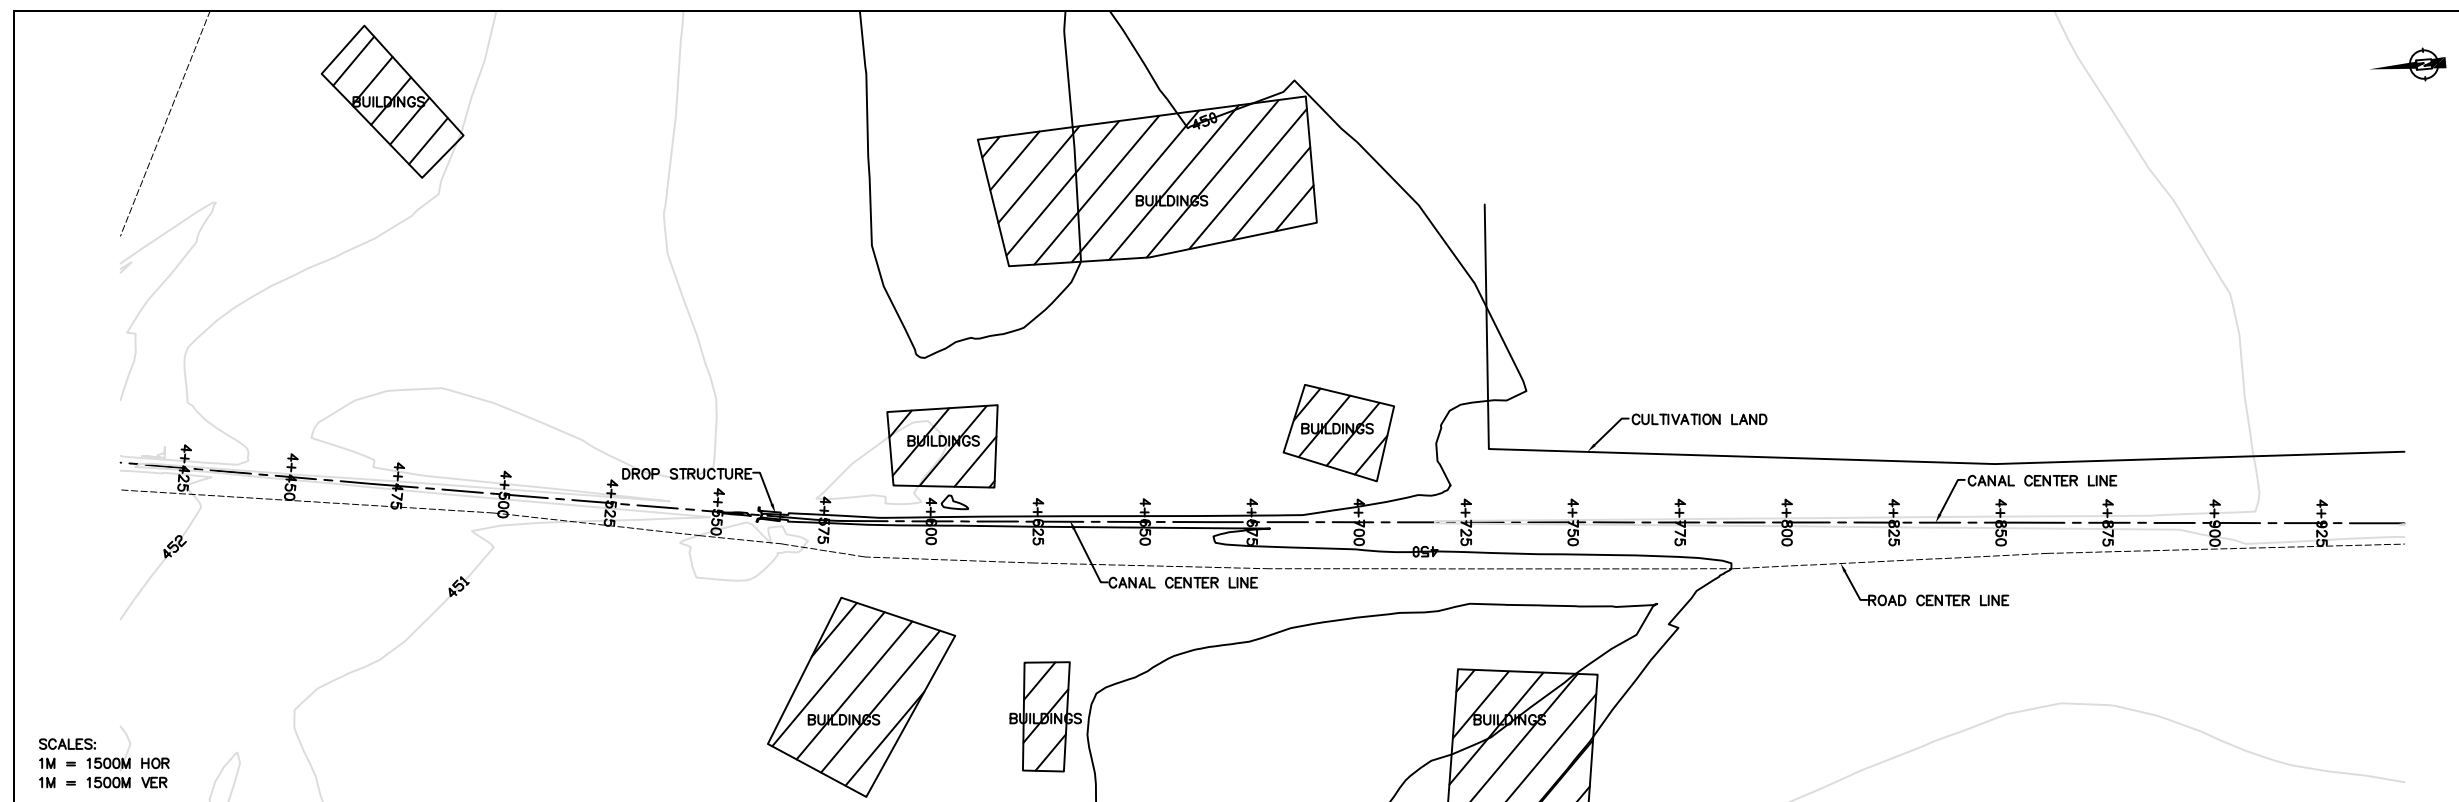 BUILDINGS
450
N
BUILDINGS
CULTIVATION LAND
BUILDINGS
BUILDINGS
DROP STRUCTURE
CANAL CENTER LINE
4+425
4+450
4+475
4+500
4+525
4+550
4+575
4+600
4+625
4+650
4+675
4+700
4+725
4+750
4+775
4+800
4+825
4+850
4+875
4+900
4+925
452
450
451
CANAL CENTER LINE
ROAD CENTER LINE
BUILDINGS
BUILDINGS
BUILDINGS
SCALES:
1M = 1500M HOR
1M = 1500M VER